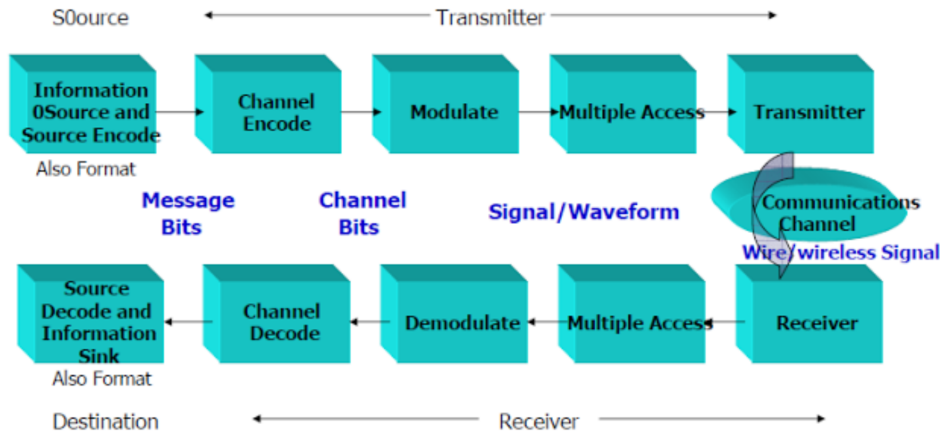 S0ource
Transmitter
Information
0Source and
Source Encode
Channel
Encode
Modulate
Multiple Access
Transmitter
Also Format
Message
Bits
Channel
Bits
Signal/Waveform
Communications
Channel
Wire/wireless Signal
Source
Decode and
Information
Sink
Channel
Decode
Demodulate
Multiple Access
Receiver
Also Format
Destination
Receiver